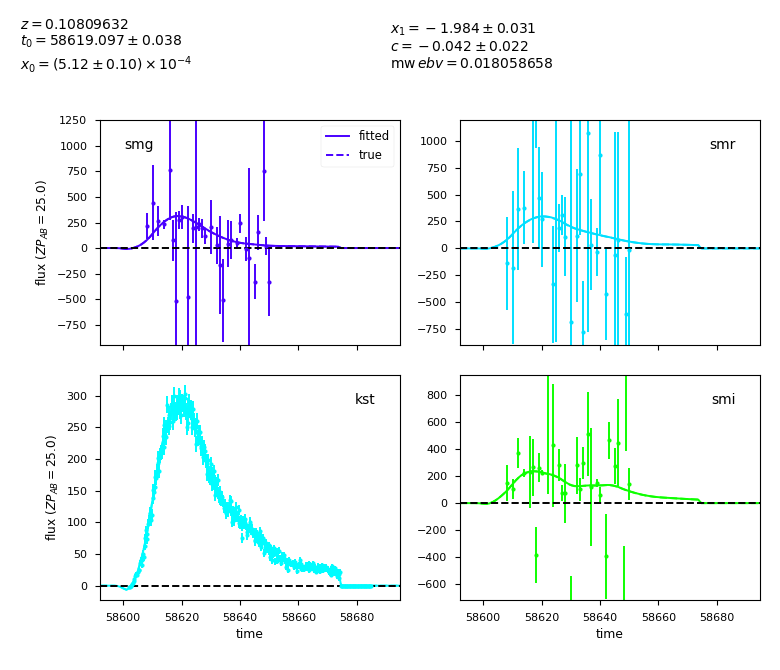 z = 0.10809632
t₀ = 58619.097 ± 0.038
x₀ = (5.12 ± 0.10) × 10⁻⁴
x₁ = −1.984 ± 0.031
c = −0.042 ± 0.022
mw ebv = 0.018058658
1250
1000
750
500
250
0
−250
−500
−750
flux (ZP_AB = 25.0)
smg
fitted
true
1000
750
500
250
0
−250
−500
−750
smr
300
250
200
150
100
50
0
flux (ZP_AB = 25.0)
kst
58600 58620 58640 58660 58680
time
800
600
400
200
0
−200
−400
−600
smi
58600 58620 58640 58660 58680
time